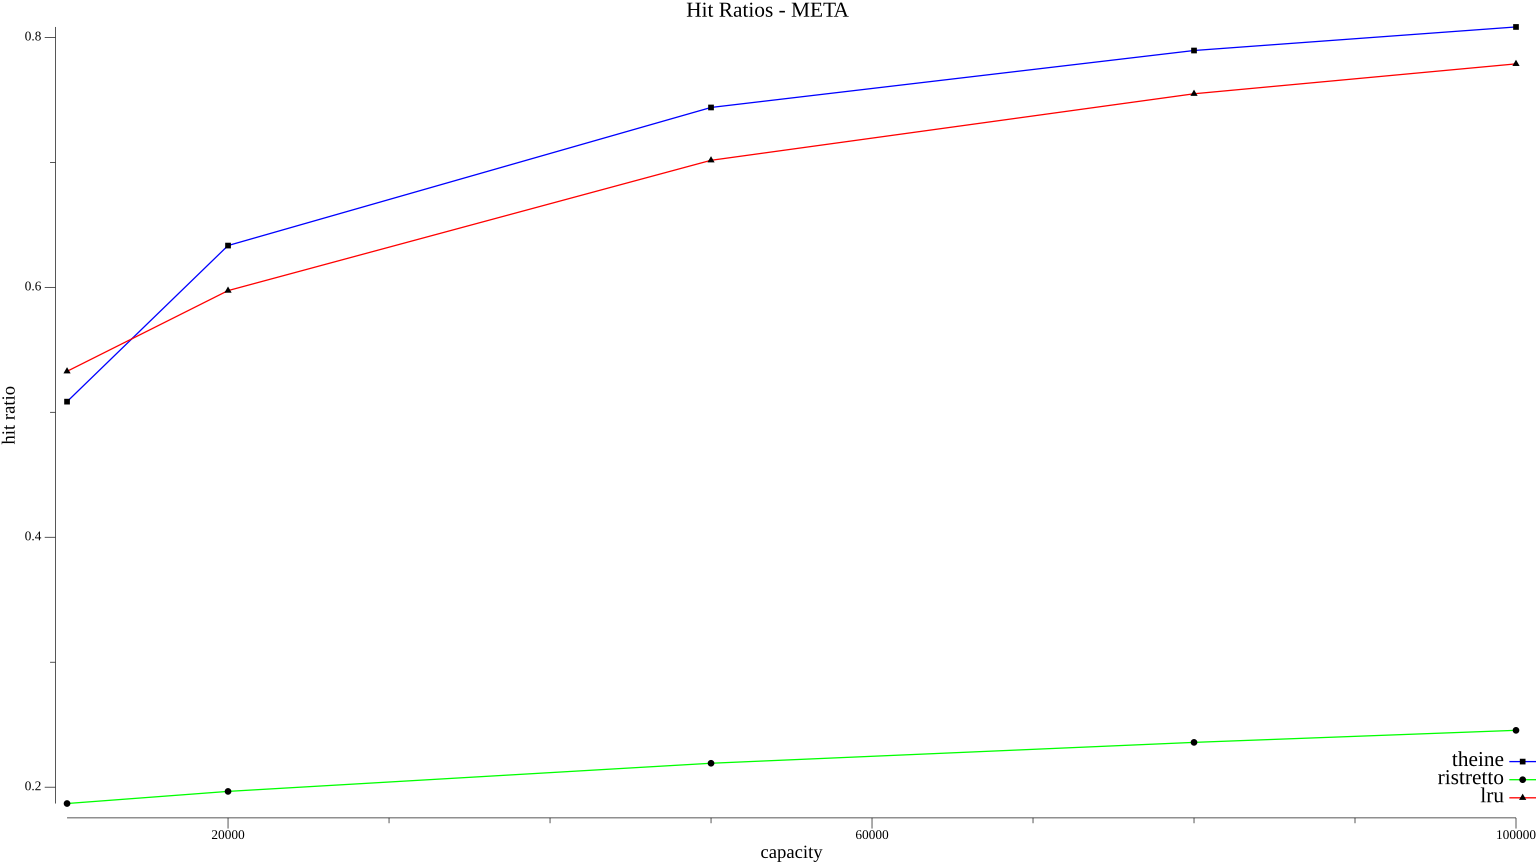 Hit Ratios - META
0.8
0.6
0.4
0.2
hit ratio
20000
60000
100000
capacity
theine
ristretto
lru